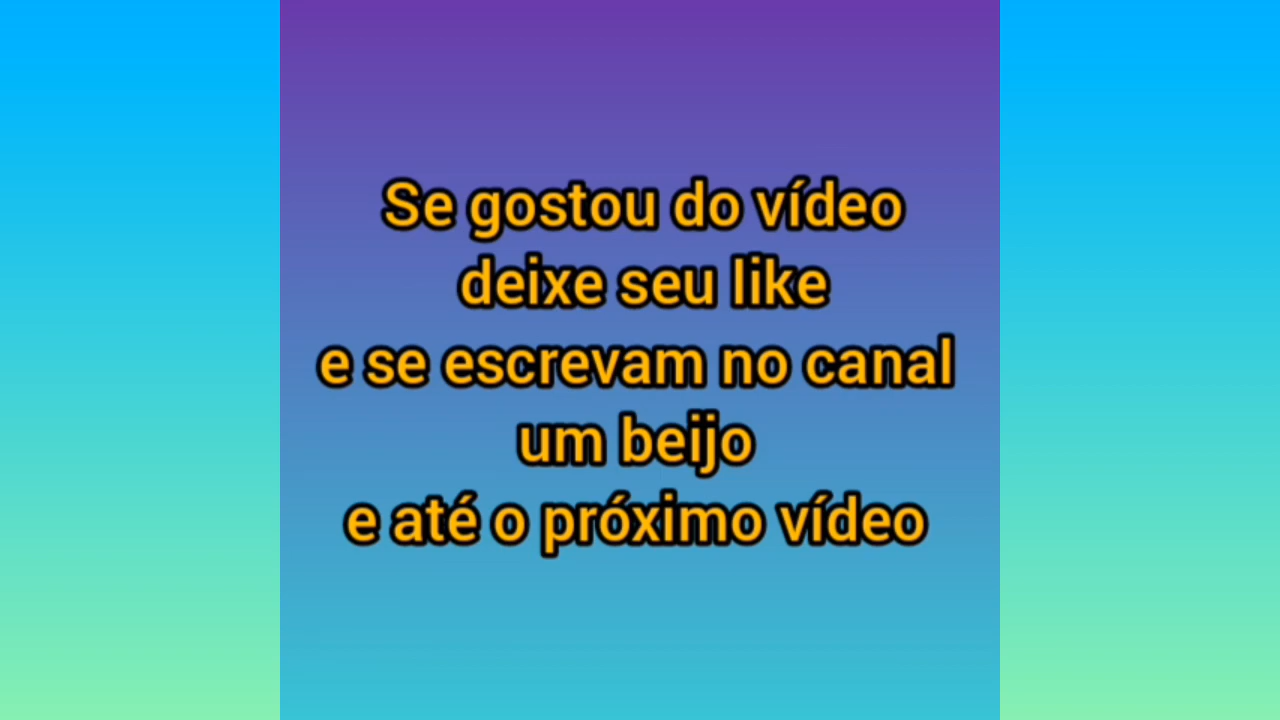 Se gostou do vídeo
deixe seu like
e se escrevam no canal
um beijo
e até o próximo vídeo